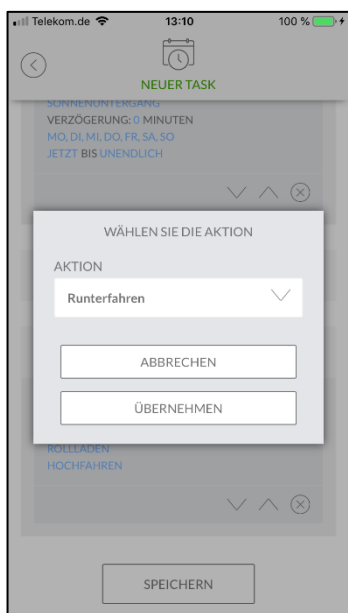 Telekom.de 13:10 100 %
NEUER TASK
SONNENUNTERGANG
VERZÖGERUNG: 0 MINUTEN
MO, DI, MI, DO, FR, SA, SO
JETZT BIS UNENDLICH
WÄHLEN SIE DIE AKTION
AKTION
Runterfahren
ABBRECHEN
ÜBERNEHMEN
ROLLLADEN
HOCHFAHREN
SPEICHERN